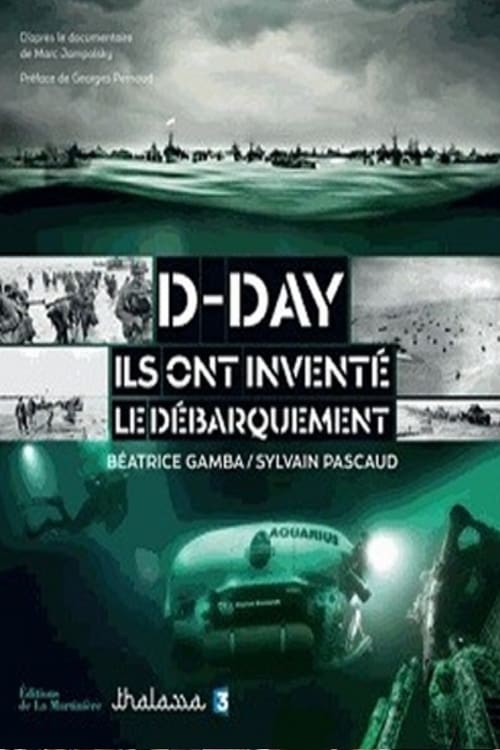 D'après le documentaire
de Marc Jampolsky
Préface de Georges Pernoud
D-DAY
ILS ONT INVENTÉ
LE DÉBARQUEMENT
BÉATRICE GAMBA/SYLVAIN PASCAUD
AQUARIUS
Éditions
de La Martinière
thalassa 3